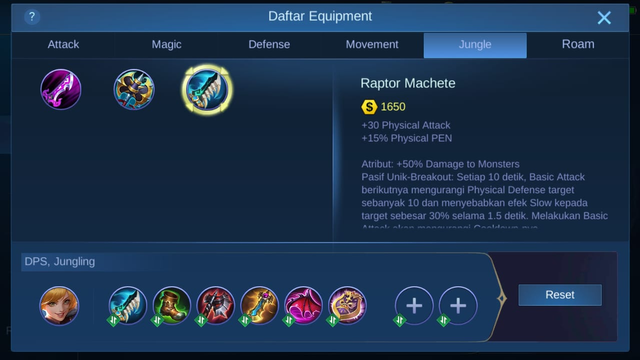 ?
Daftar Equipment
Attack
Magic
Defense
Movement
Jungle
Roam
Raptor Machete
S 1650
+30 Physical Attack
+15% Physical PEN
Atribut: +50% Damage to Monsters
Pasif Unik-Breakout: Setiap 10 detik, Basic Attack
berikutnya mengurangi Physical Defense target
sebanyak 10 dan menyebabkan efek Slow kepada
target sebesar 30% selama 1.5 detik. Melakukan Basic
Attack akan mengurangi Cooldown-nya
DPS, Jungling
Reset